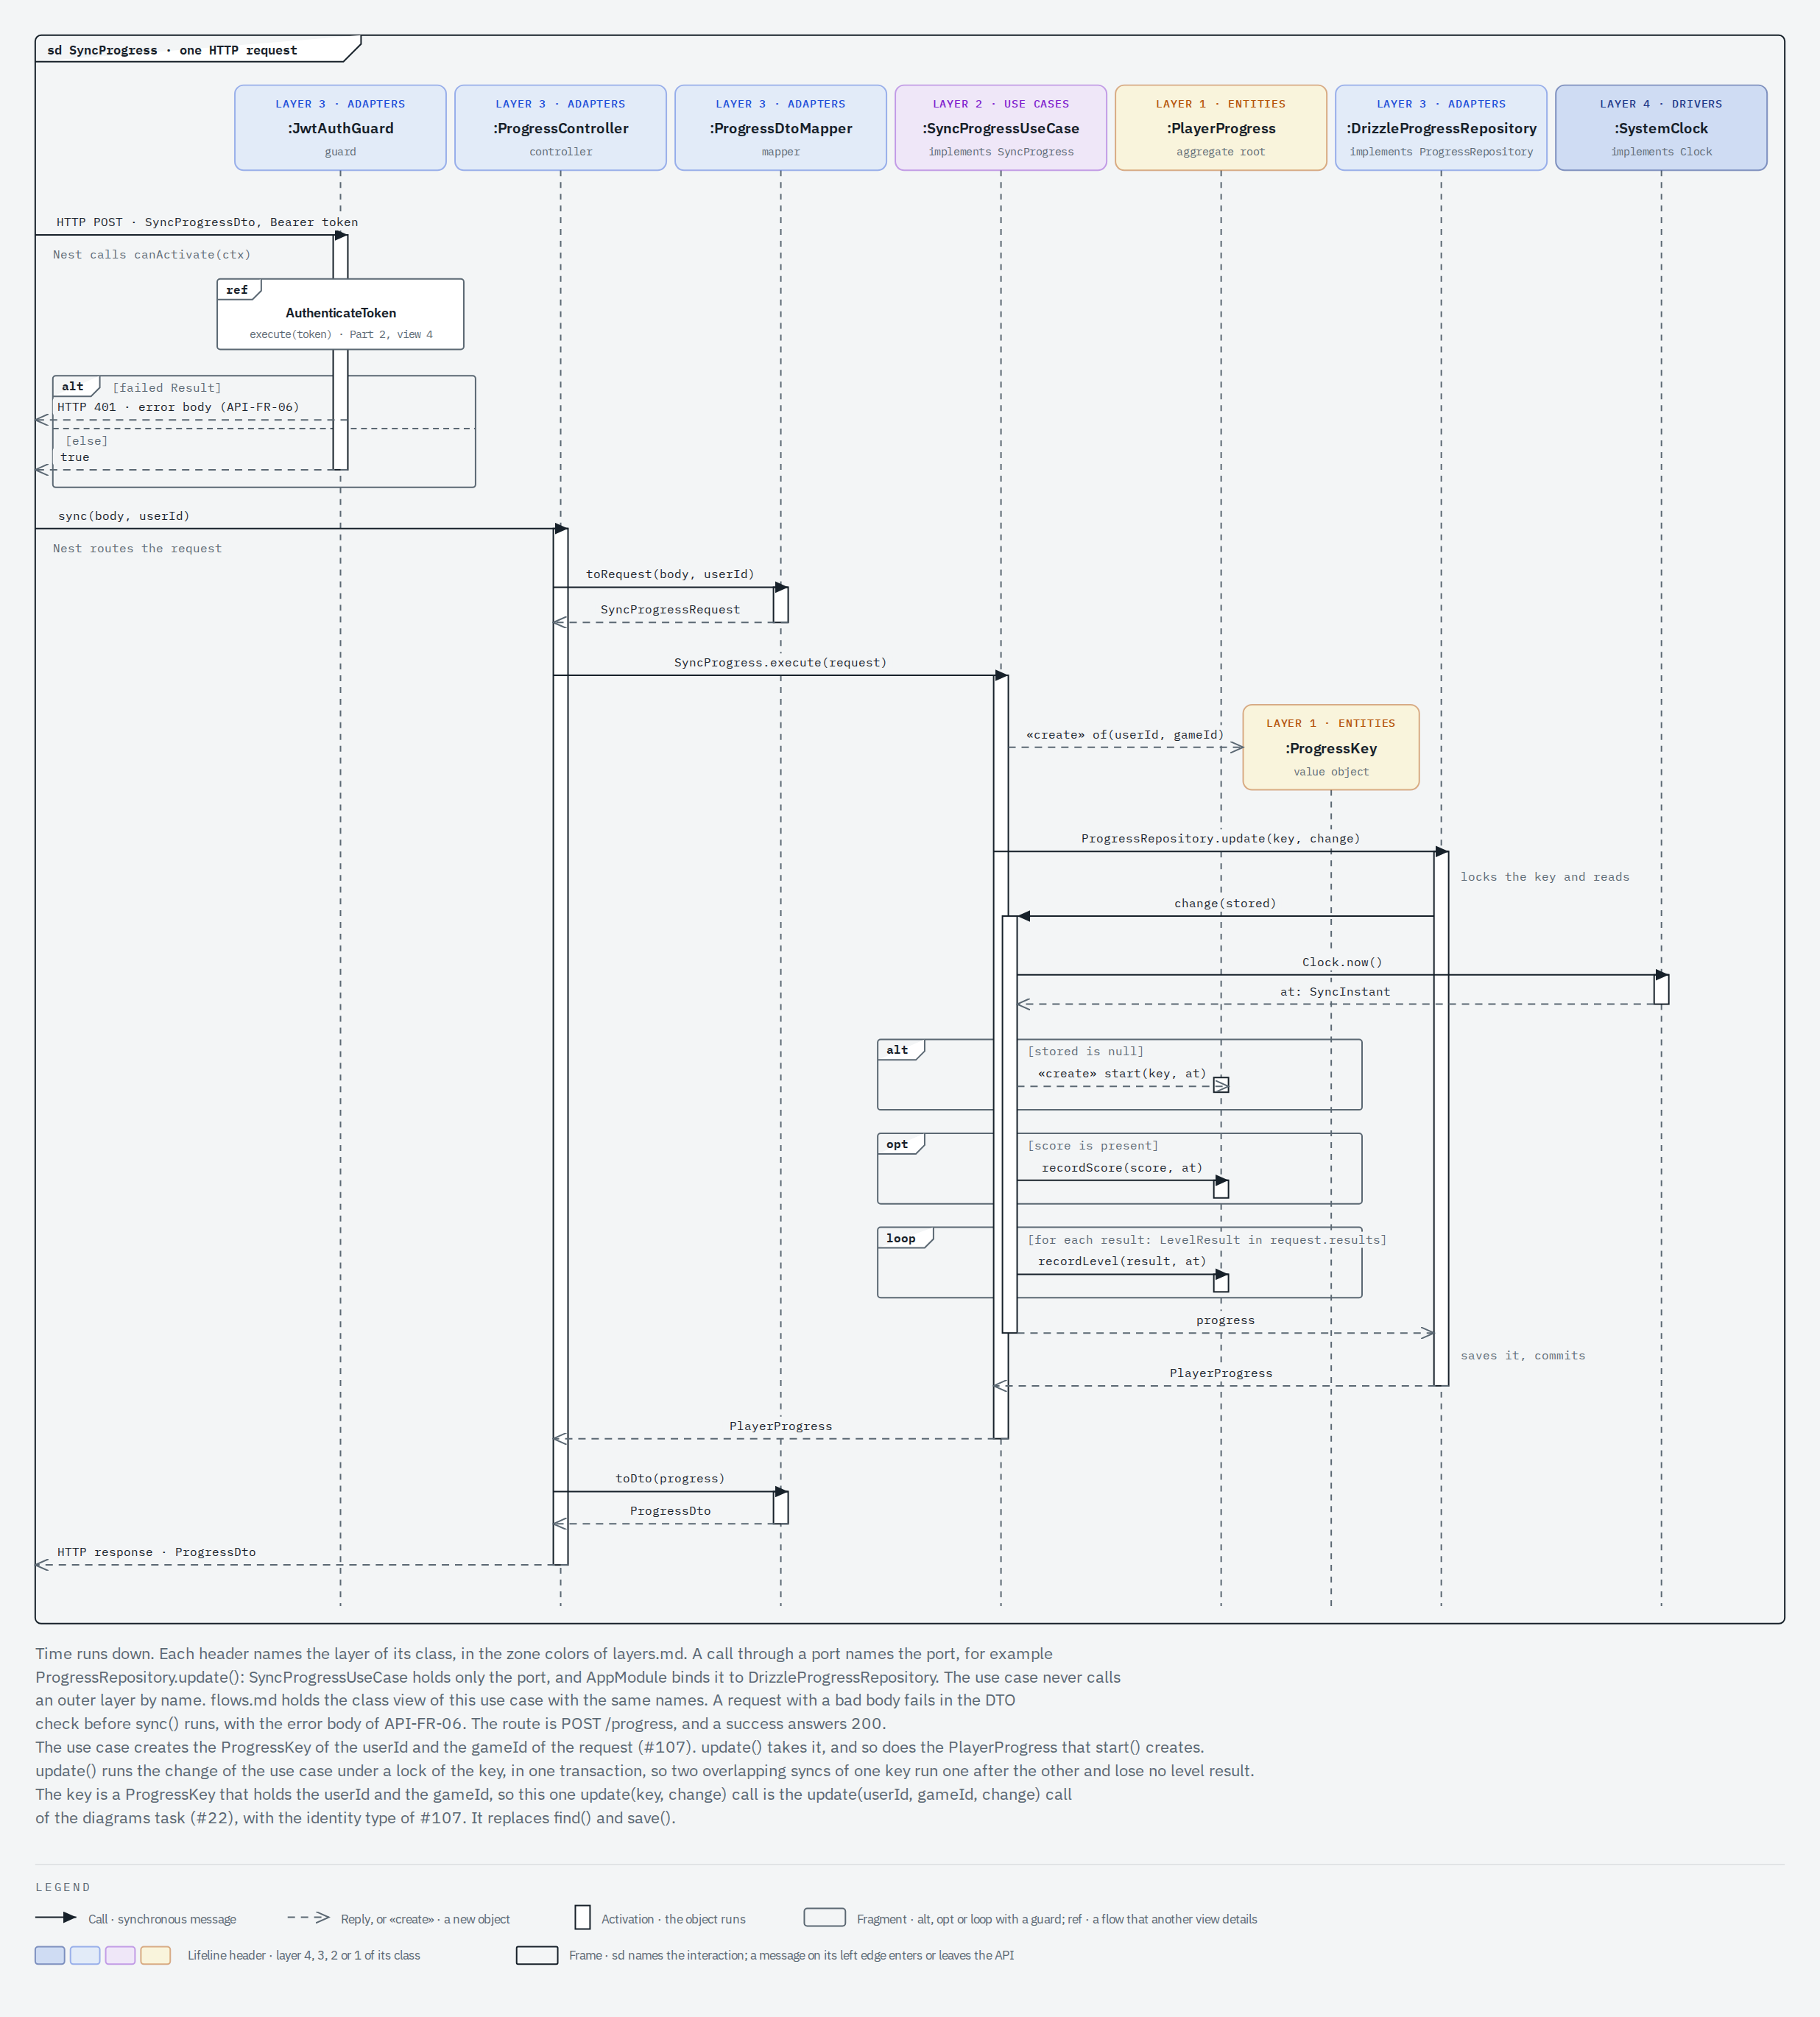 sd SyncProgress · one HTTP request
LAYER 3 · ADAPTERS
:JwtAuthGuard
guard
LAYER 3 · ADAPTERS
:ProgressController
controller
LAYER 3 · ADAPTERS
:ProgressDtoMapper
mapper
LAYER 2 · USE CASES
:SyncProgressUseCase
implements SyncProgress
LAYER 1 · ENTITIES
:PlayerProgress
aggregate root
LAYER 3 · ADAPTERS
:DrizzleProgressRepository
implements ProgressRepository
LAYER 4 · DRIVERS
:SystemClock
implements Clock
HTTP POST · SyncProgressDto, Bearer token
Nest calls canActivate(ctx)
ref
AuthenticateToken
execute(token) · Part 2, view 4
alt [failed Result]
HTTP 401 · error body (API-FR-06)
[else]
true
sync(body, userId)
Nest routes the request
toRequest(body, userId)
SyncProgressRequest
SyncProgress.execute(request)
LAYER 1 · ENTITIES
:ProgressKey
value object
«create» of(userId, gameId)
ProgressRepository.update(key, change)
locks the key and reads
change(stored)
Clock.now()
at: SyncInstant
alt [stored is null]
«create» start(key, at)
opt [score is present]
recordScore(score, at)
loop [for each result: LevelResult in request.results]
recordLevel(result, at)
progress
saves it, commits
PlayerProgress
PlayerProgress
toDto(progress)
ProgressDto
HTTP response · ProgressDto
Time runs down. Each header names the layer of its class, in the zone colors of layers.md. A call through a port names the port, for example
ProgressRepository.update(): SyncProgressUseCase holds only the port, and AppModule binds it to DrizzleProgressRepository. The use case never calls
an outer layer by name. flows.md holds the class view of this use case with the same names. A request with a bad body fails in the DTO
check before sync() runs, with the error body of API-FR-06. The route is POST /progress, and a success answers 200.
The use case creates the ProgressKey of the userId and the gameId of the request (#107). update() takes it, and so does the PlayerProgress that start() creates.
update() runs the change of the use case under a lock of the key, in one transaction, so two overlapping syncs of one key run one after the other and lose no level result.
The key is a ProgressKey that holds the userId and the gameId, so this one update(key, change) call is the update(userId, gameId, change) call
of the diagrams task (#22), with the identity type of #107. It replaces find() and save().
LEGEND
Call · synchronous message
Reply, or «create» · a new object
Activation · the object runs
Fragment · alt, opt or loop with a guard; ref · a flow that another view details
Lifeline header · layer 4, 3, 2 or 1 of its class
Frame · sd names the interaction; a message on its left edge enters or leaves the API